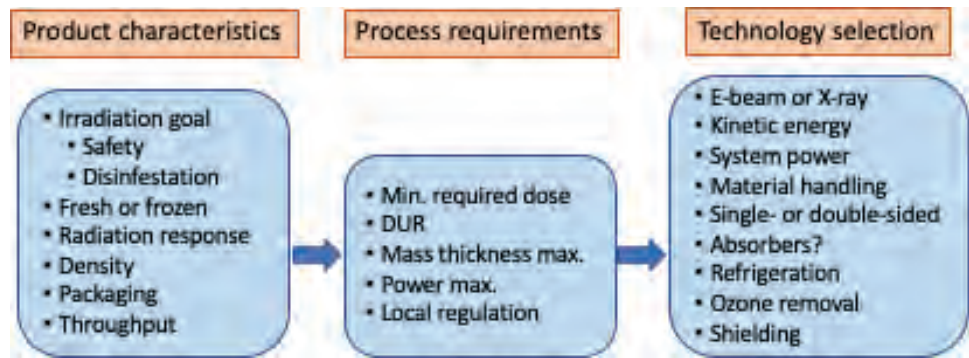 Product characteristics
Process requirements
Technology selection
• Irradiation goal
• Safety
• Disinfestation
• Fresh or frozen
• Radiation response
• Density
• Packaging
• Throughput
• Min. required dose
• DUR
• Mass thickness max.
• Power max.
• Local regulation
• E-beam or X-ray
• Kinetic energy
• System power
• Material handling
• Single- or double-sided
• Absorbers?
• Refrigeration
• Ozone removal
• Shielding